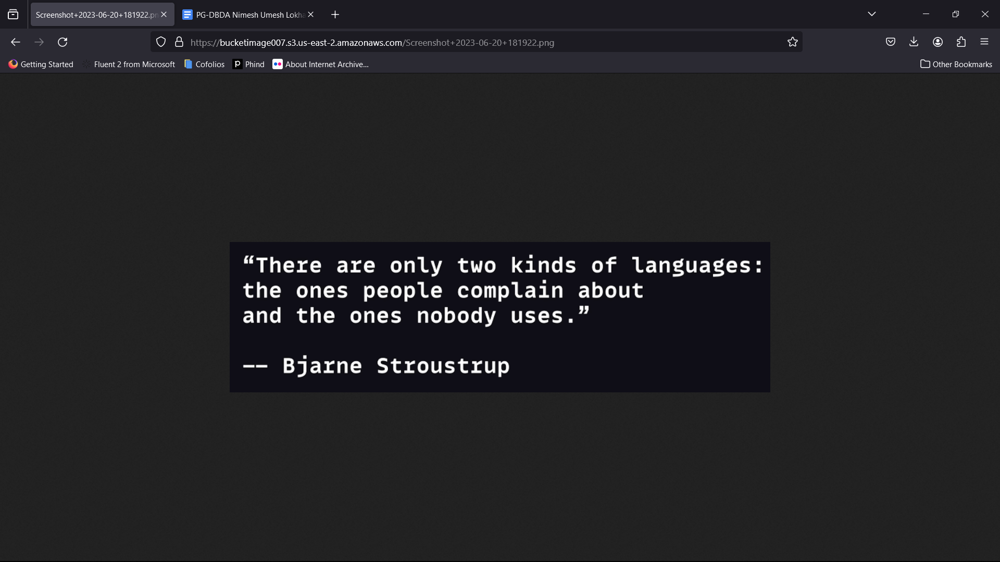 Screenshot+2023-06-20+181922.pn
PG-DBDA Nimesh Umesh Lokha
https://bucketimage007.s3.us-east-2.amazonaws.com/Screenshot+2023-06-20+181922.png
Getting Started Fluent 2 from Microsoft Cofolios p Phind About Internet Archive... Other Bookmarks
“There are only two kinds of languages:
the ones people complain about
and the ones nobody uses.”
-- Bjarne Stroustrup